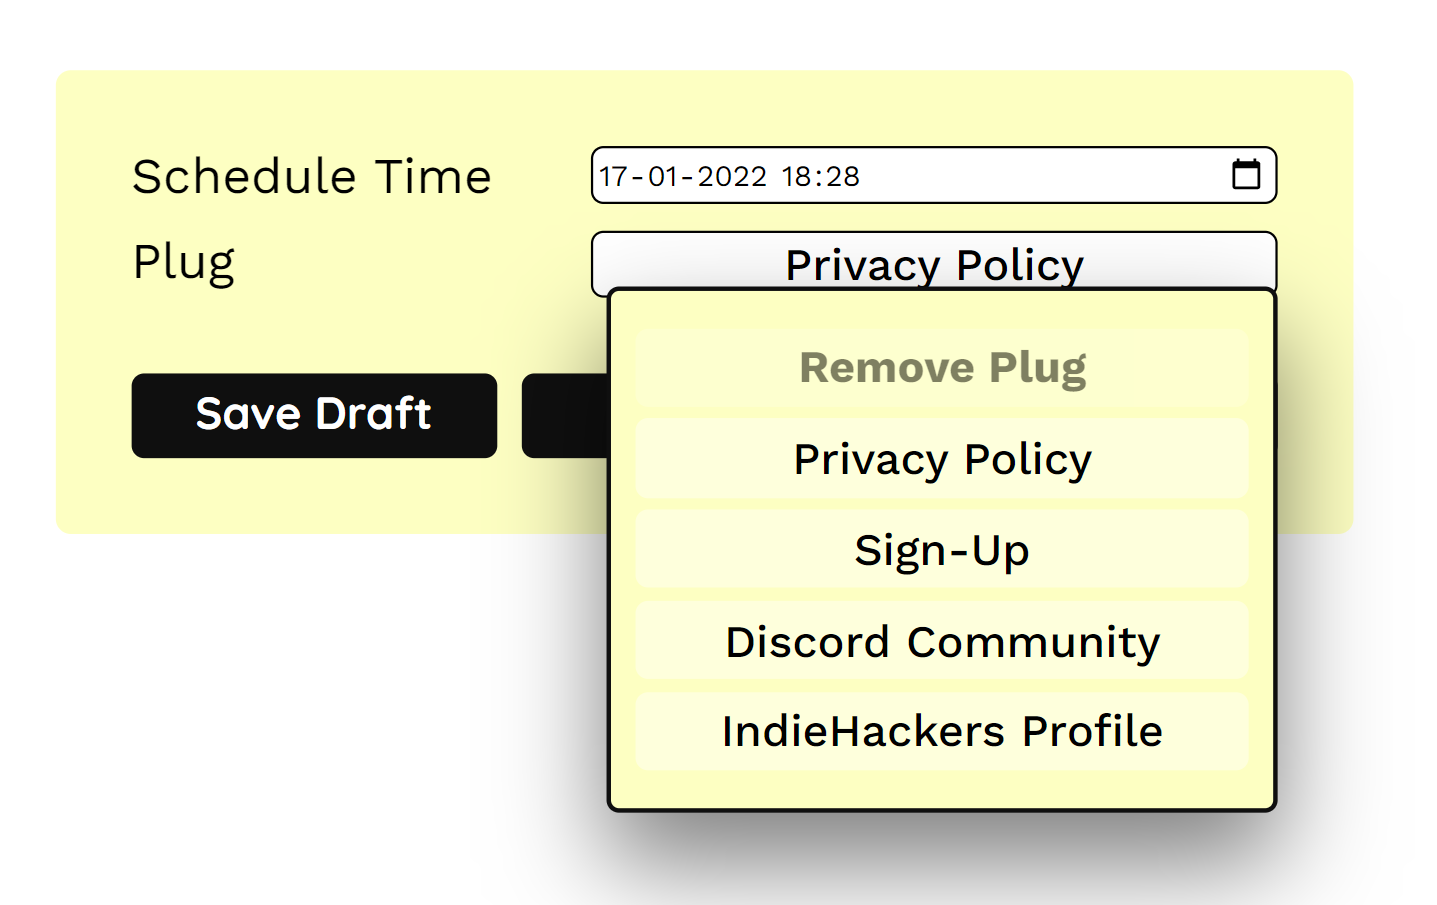 Schedule Time
17-01-2022 18:28
Plug
Privacy Policy
Remove Plug
Save Draft
Privacy Policy
Sign-Up
Discord Community
IndieHackers Profile